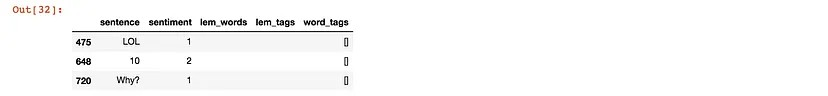 Out[32]:
sentence sentiment lem_words lem_tags word_tags
475 LOL 1 []
648 10 2 []
720 Why? 1 []